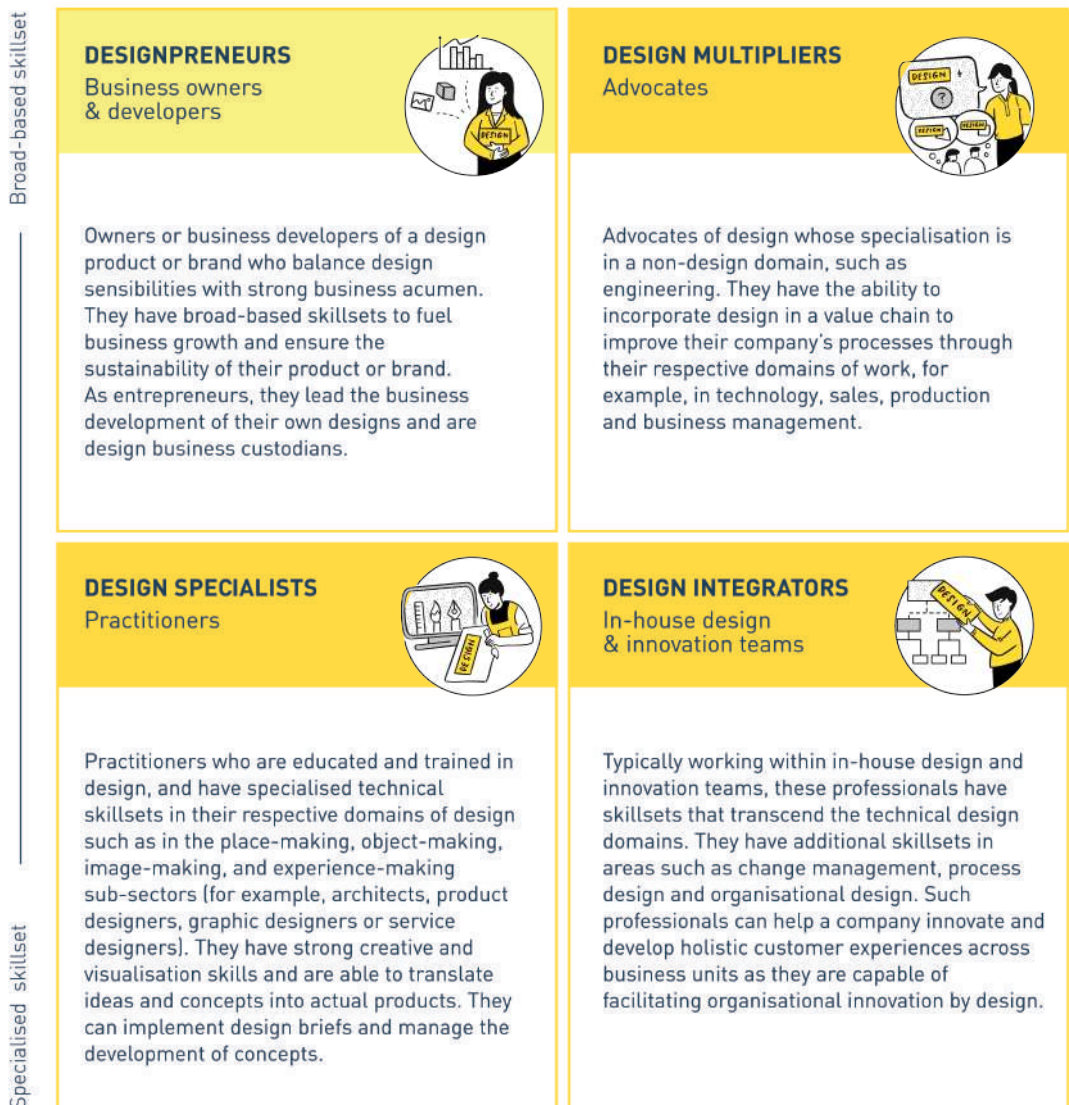 Broad-based skillset
Specialised skillset
DESIGNPRENEURS
Business owners
& developers
DESIGN
Owners or business developers of a design
product or brand who balance design
sensibilities with strong business acumen.
They have broad-based skillsets to fuel
business growth and ensure the
sustainability of their product or brand.
As entrepreneurs, they lead the business
development of their own designs and are
design business custodians.
DESIGN MULTIPLIERS
Advocates
DESIGN +
?
DESIGN
DESIGN
Advocates of design whose specialisation is
in a non-design domain, such as
engineering. They have the ability to
incorporate design in a value chain to
improve their company's processes through
their respective domains of work, for
example, in technology, sales, production
and business management.
DESIGN SPECIALISTS
Practitioners
DESIGN
Practitioners who are educated and trained in
design, and have specialised technical
skillsets in their respective domains of design
such as in the place-making, object-making,
image-making, and experience-making
sub-sectors (for example, architects, product
designers, graphic designers or service
designers). They have strong creative and
visualisation skills and are able to translate
ideas and concepts into actual products. They
can implement design briefs and manage the
development of concepts.
DESIGN INTEGRATORS
In-house design
& innovation teams
DESIGN
Typically working within in-house design and
innovation teams, these professionals have
skillsets that transcend the technical design
domains. They have additional skillsets in
areas such as change management, process
design and organisational design. Such
professionals can help a company innovate and
develop holistic customer experiences across
business units as they are capable of
facilitating organisational innovation by design.